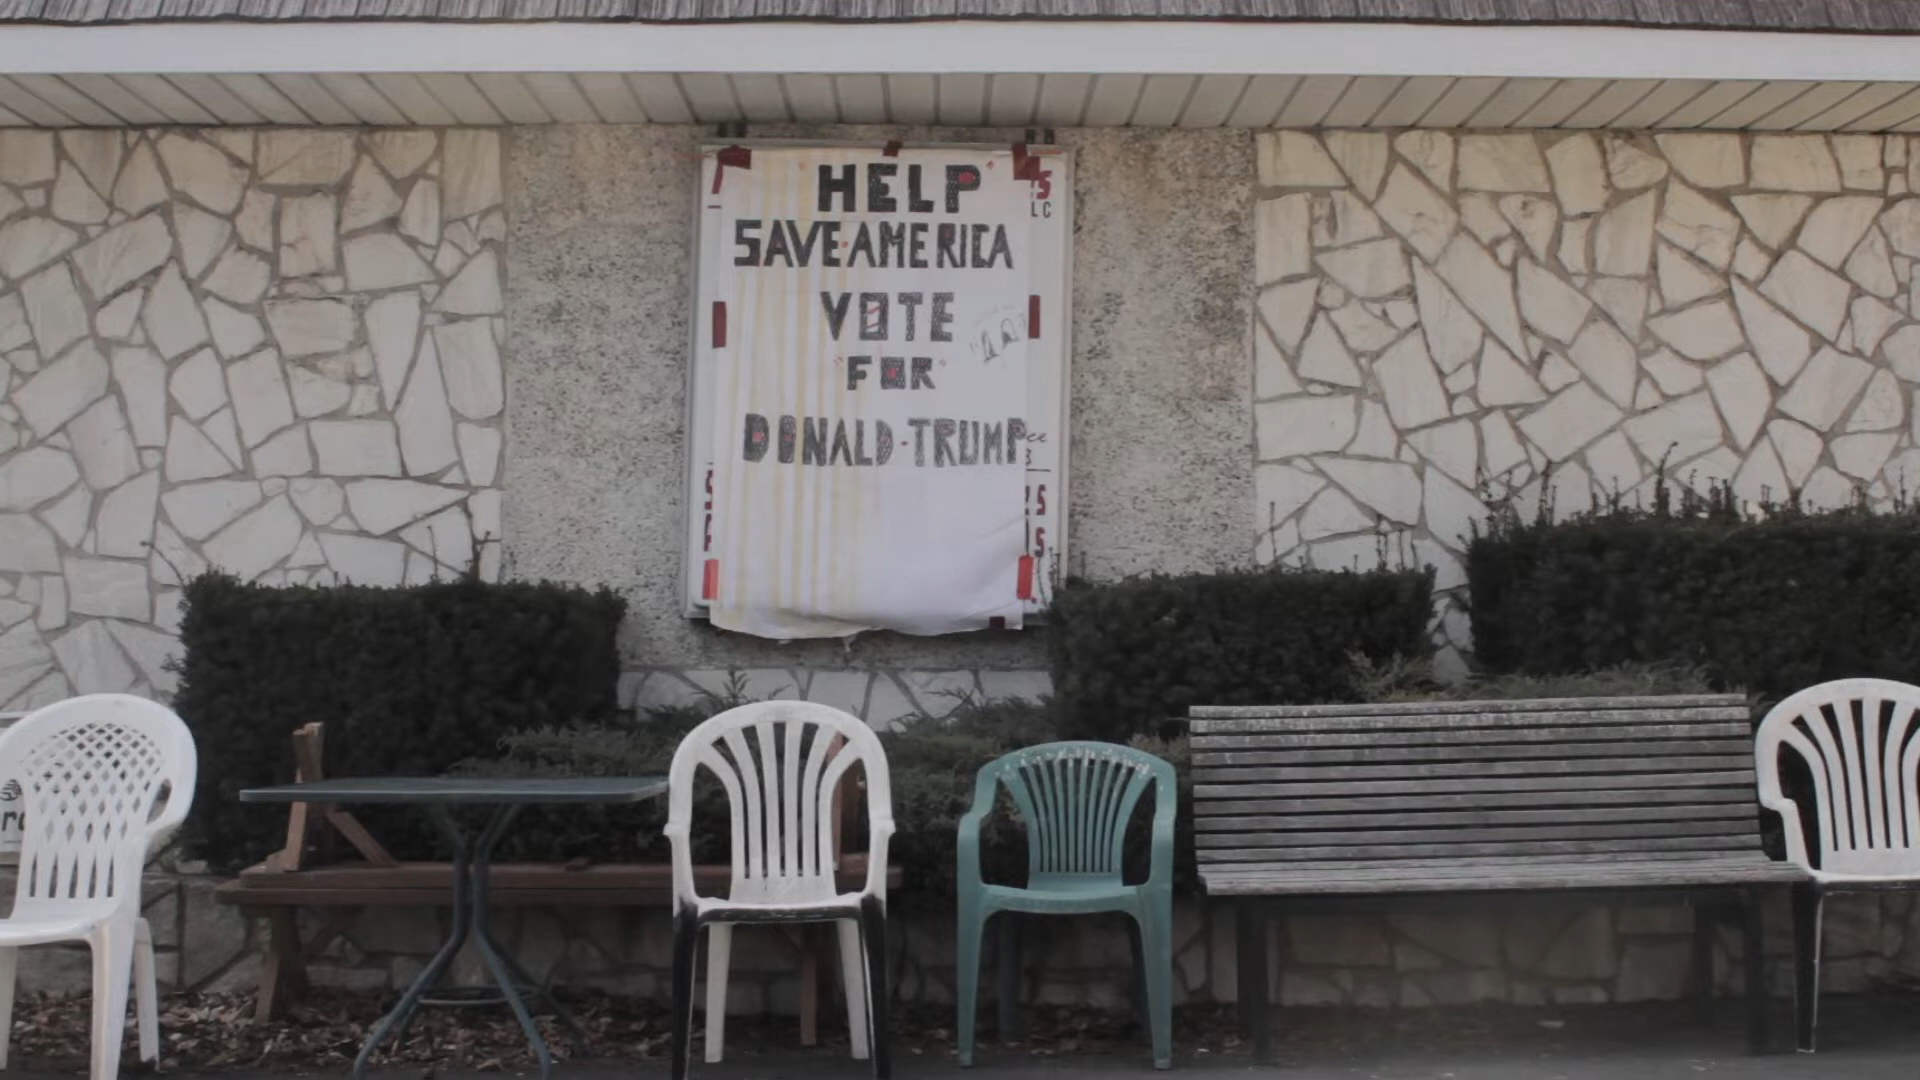 HELP
SAVE·AMERICA
VOTE
"FOR"
DONALD·TRUMP